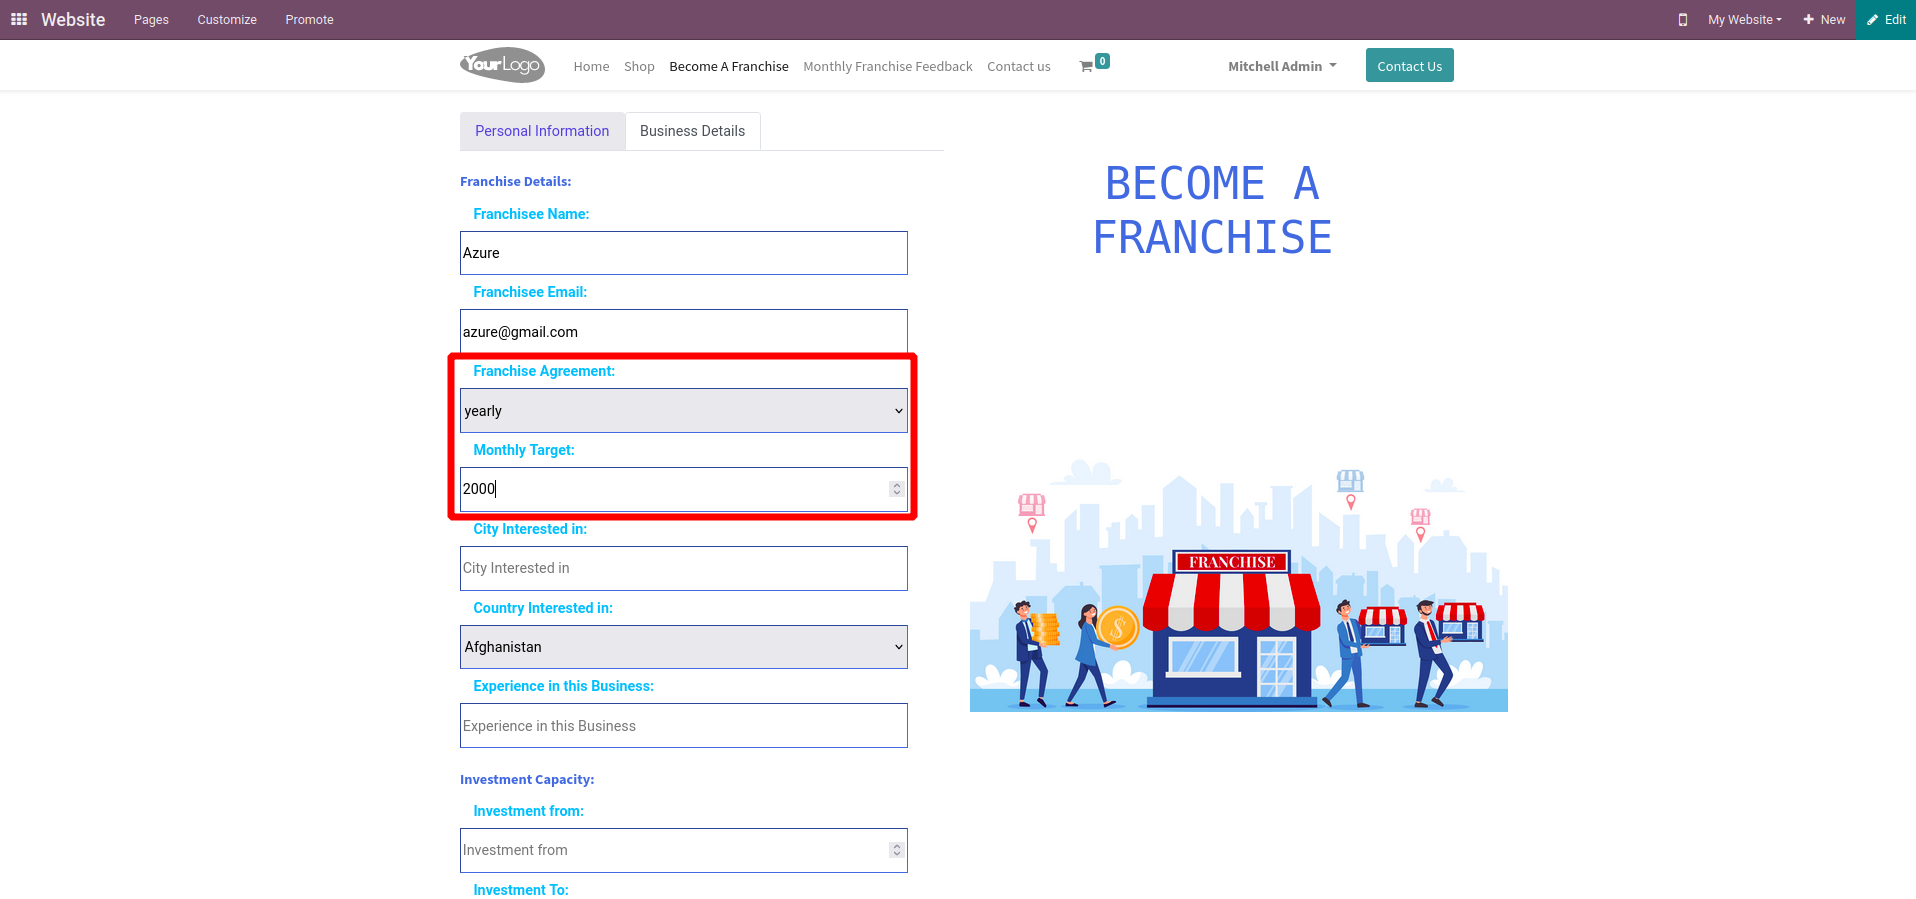 Website Pages Customize Promote My Website New Edit
YourLogo Home Shop Become A Franchise Monthly Franchise Feedback Contact us 0 Mitchell Admin Contact Us
Personal Information Business Details
Franchise Details:
Franchisee Name:
Azure
Franchisee Email:
azure@gmail.com
Franchise Agreement:
yearly
Monthly Target:
2000
City Interested in:
City Interested in
Country Interested in:
Afghanistan
Experience in this Business:
Experience in this Business
Investment Capacity:
Investment from:
Investment from
Investment To:
BECOME A
FRANCHISE
FRANCHISE
$